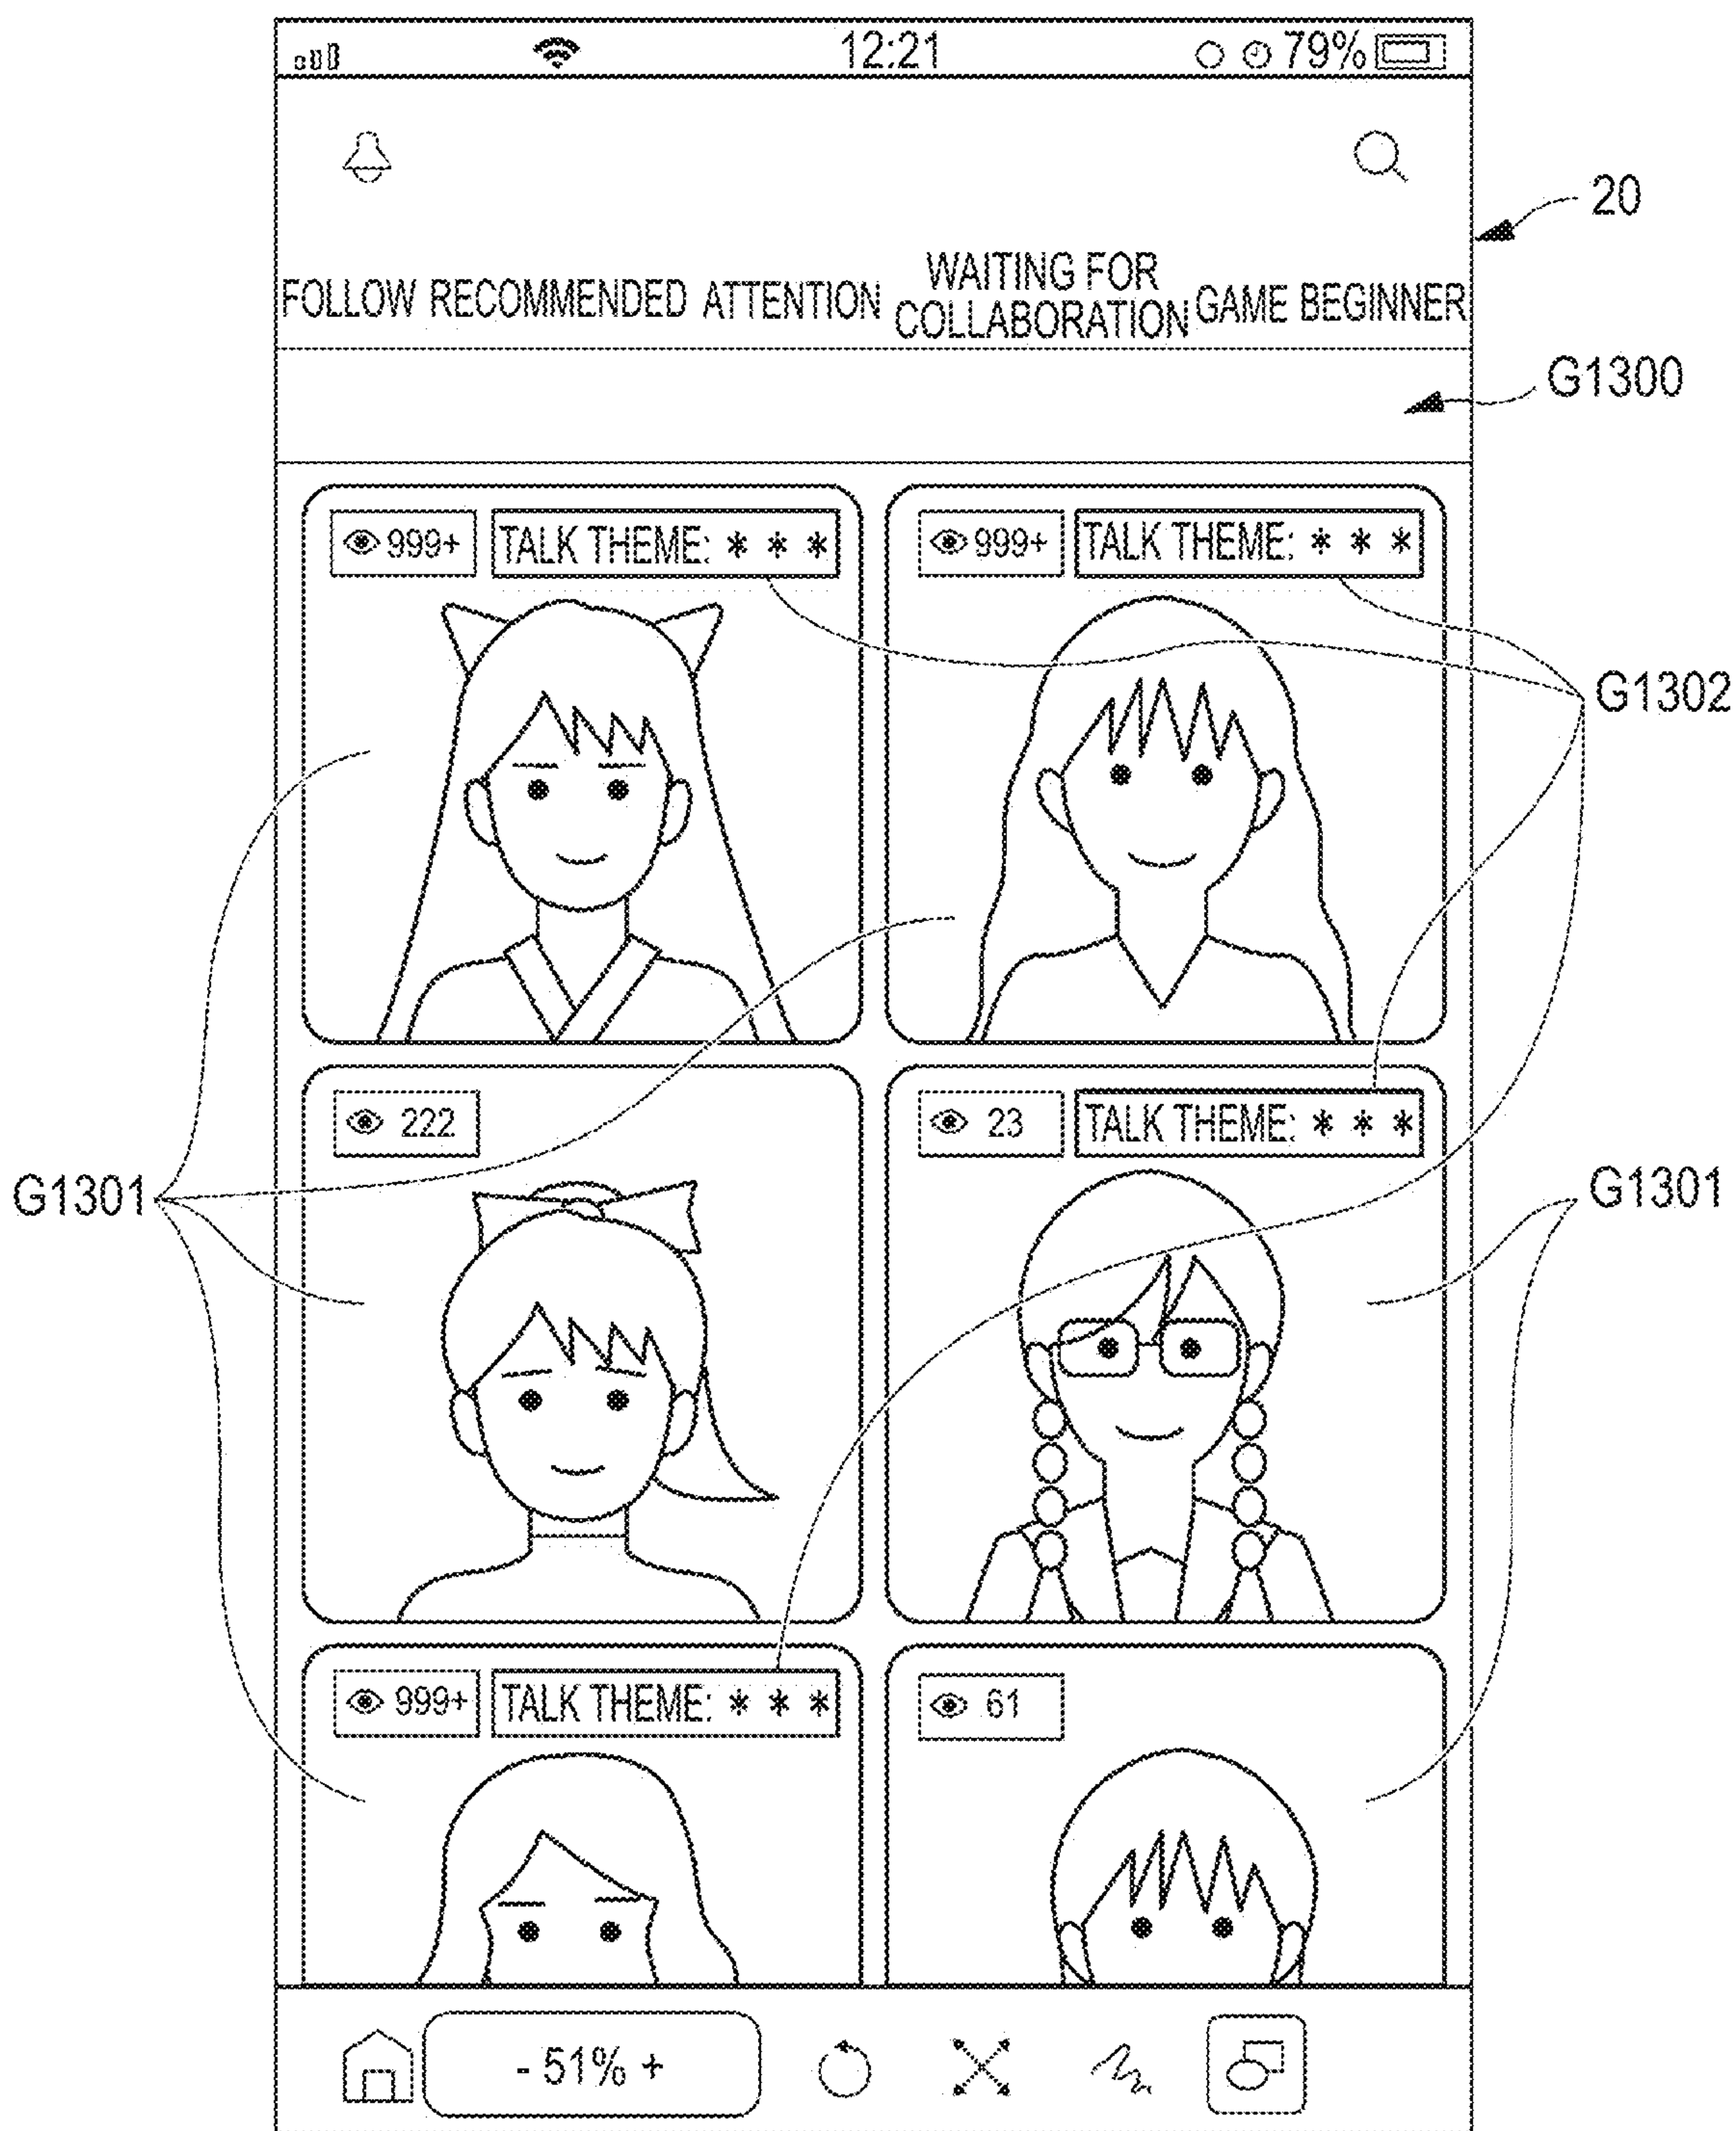 12:21 79%
20
FOLLOW RECOMMENDED ATTENTION WAITING FOR COLLABORATION GAME BEGINNER
G1300
999+ TALK THEME: * * *
999+ TALK THEME: * * *
G1302
222
23 TALK THEME: * * *
G1301
G1301
999+ TALK THEME: * * *
61
- 51% +